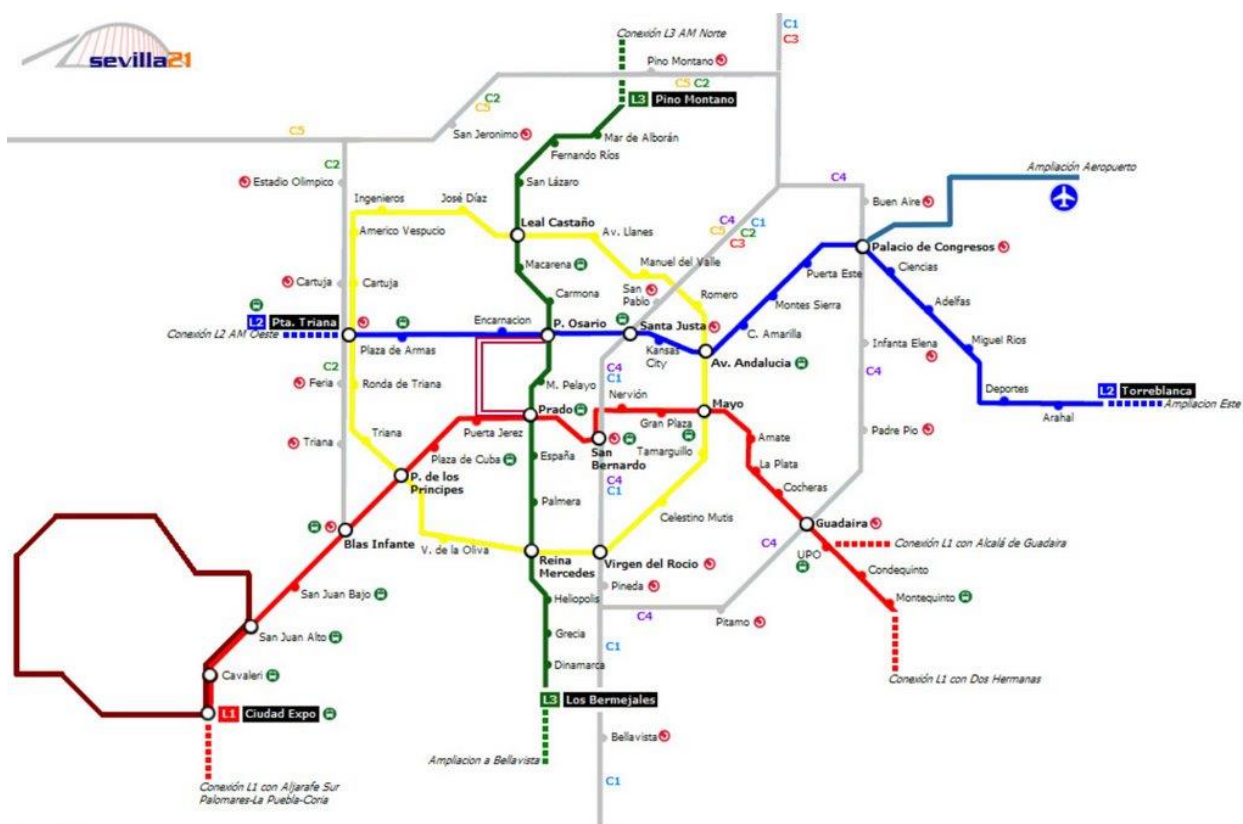 sevilla21
Conexión L3 AM Norte
C1
C3
Pino Montano
C5 C2
L3 Pino Montano
C2
C5
C5
San Jeronimo
Mar de Alborán
Fernando Ríos
C2
Estadio Olimpico
San Lázaro
C4
Ampliación Aeropuerto
Ingenieros
José Díaz
Buen Aire
Leal Castaño
Av. Llanes
C4
C5
C1
C2
C3
Americo Vespucio
Palacio de Congresos
Macarena
Manuel del Valle
Puerta Este
Ciencias
Cartuja
Cartuja
Carmona
San
Pablo
Romero
Montes Sierra
Adelfas
L2 Pta. Triana
Encarnacion
P. Osario
Santa Justa
C. Amarilla
Conexión L2 AM Oeste
Plaza de Armas
Kansas
City
Infanta Elena
Miguel Rios
Av. Andalucia
C4
C1
C2
C4
Feria
Ronda de Triana
M. Pelayo
Nervión
Deportes
L2 Torreblanca
Prado
Mayo
Arahal
Ampliacion Este
Puerta Jerez
Gran Plaza
Triana
Triana
Plaza de Cuba
España
San
Bernardo
Tamarguillo
Amate
Padre Pio
La Plata
P. de los
Principes
C4
C1
Cocheras
Palmera
Celestino Mutis
Guadaira
Blas Infante
V. de la Oliva
C4
Conexión L1 con Alcalá de Guadaira
Reina
Mercedes
Virgen del Rocio
UPO
Condequinto
San Juan Bajo
Heliopolis
Pineda
Montequinto
C4
Pitamo
San Juan Alto
Grecia
C1
Dinamarca
Cavaleri
Conexión L1 con Dos Hermanas
L3 Los Bermejales
L1 Ciudad Expo
Bellavista
Ampliacion a Bellavista
C1
Conexión L1 con Aljarafe Sur
Palomares-La Puebla-Coria